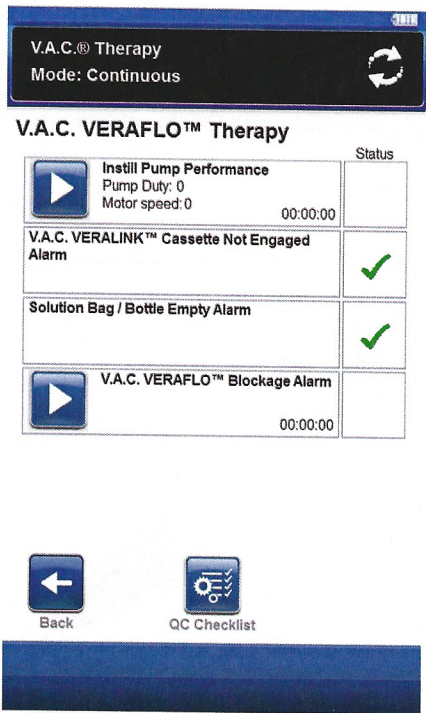 V.A.C.® Therapy
Mode: Continuous
V.A.C. VERAFLO™ Therapy
Status
Instill Pump Performance
Pump Duty: 0
Motor speed: 0
00:00:00
V.A.C. VERALINK™ Cassette Not Engaged
Alarm
Solution Bag / Bottle Empty Alarm
V.A.C. VERAFLO™ Blockage Alarm
00:00:00
Back
QC Checklist